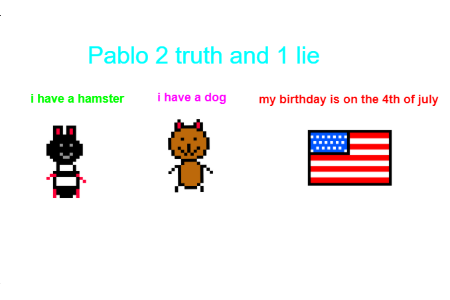 Pablo 2 truth and 1 lie
i have a hamster
i have a dog
my birthday is on the 4th of july